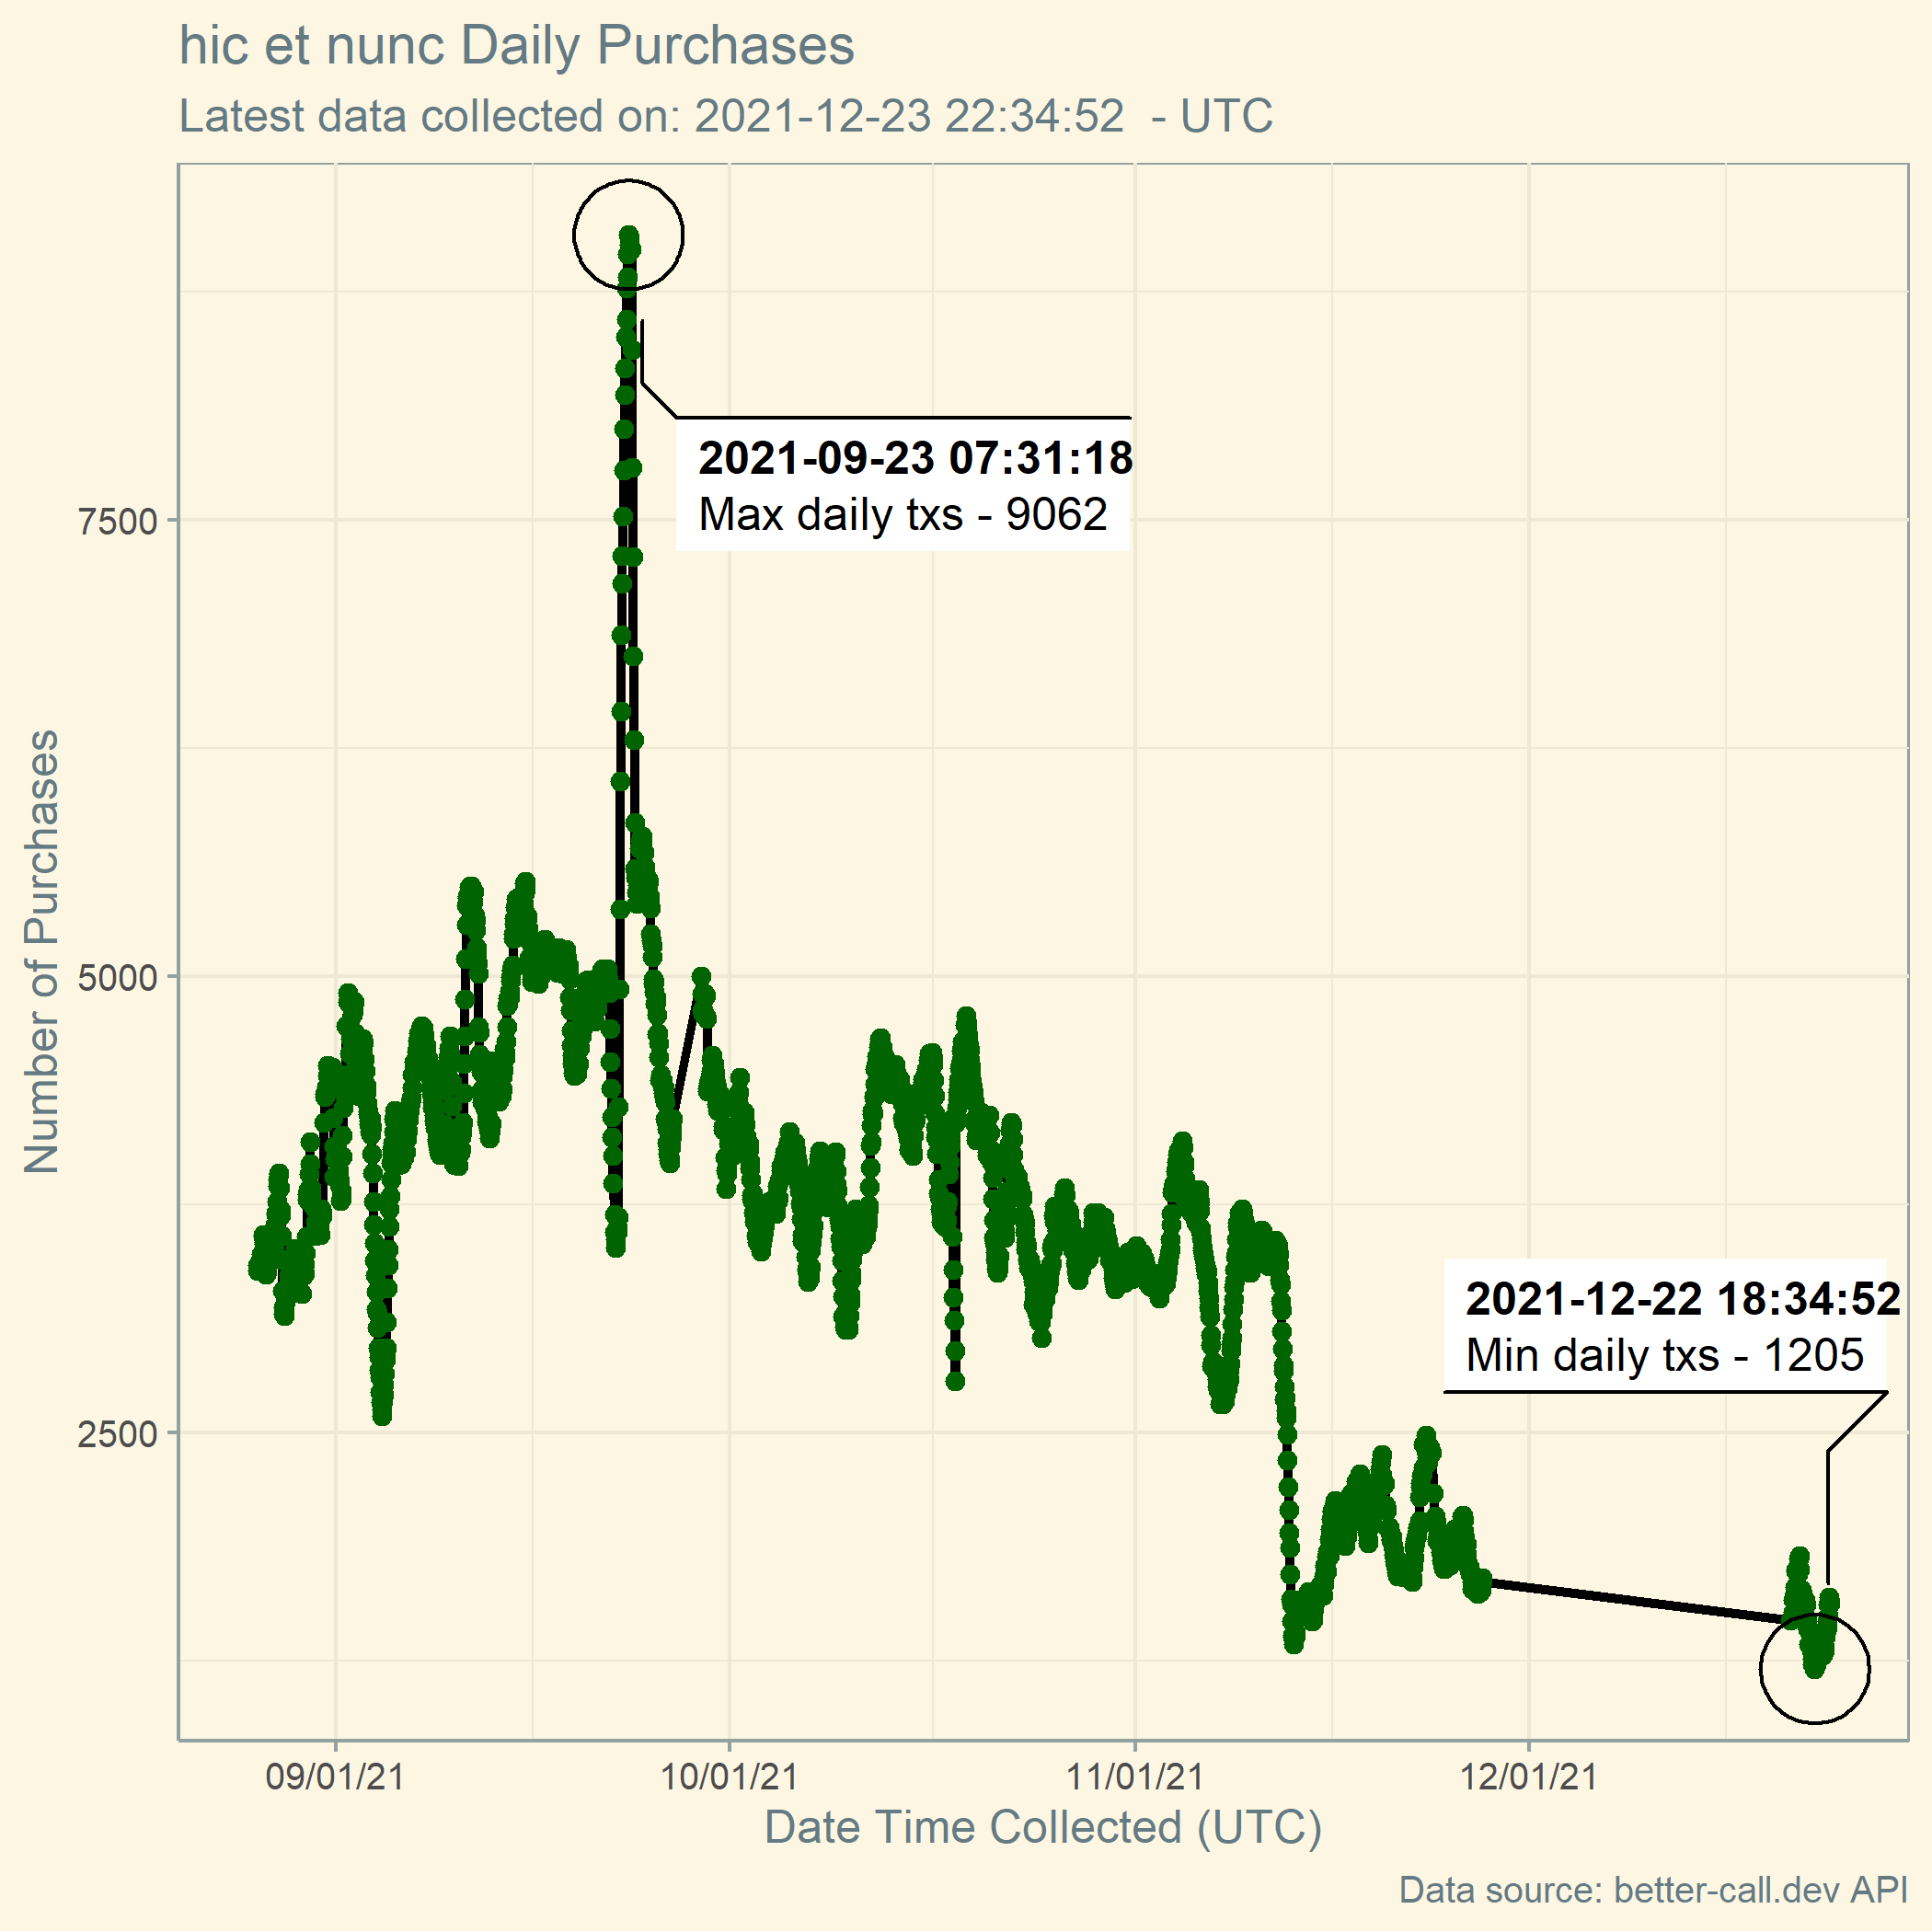 hic et nunc Daily Purchases
Latest data collected on: 2021-12-23 22:34:52  - UTC
2021-09-23 07:31:18
Max daily txs - 9062
7500
5000
2500
Number of Purchases
2021-12-22 18:34:52
Min daily txs - 1205
09/01/21
10/01/21
11/01/21
12/01/21
Date Time Collected (UTC)
Data source: better-call.dev API